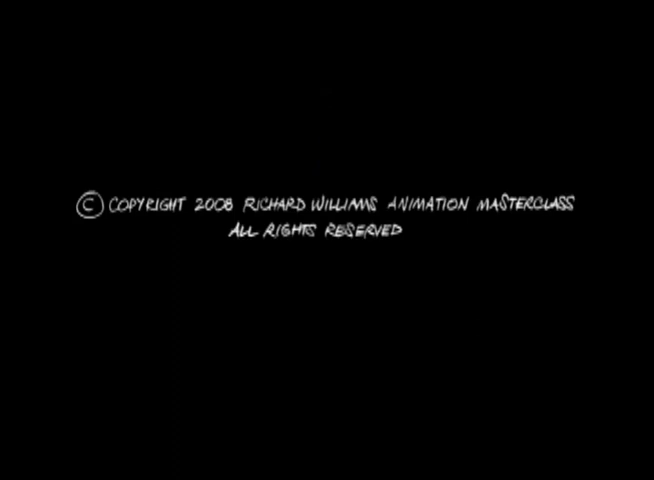 © COPYRIGHT 2008 RICHARD WILLIAMS ANIMATION MASTERCLASS
ALL RIGHTS RESERVED